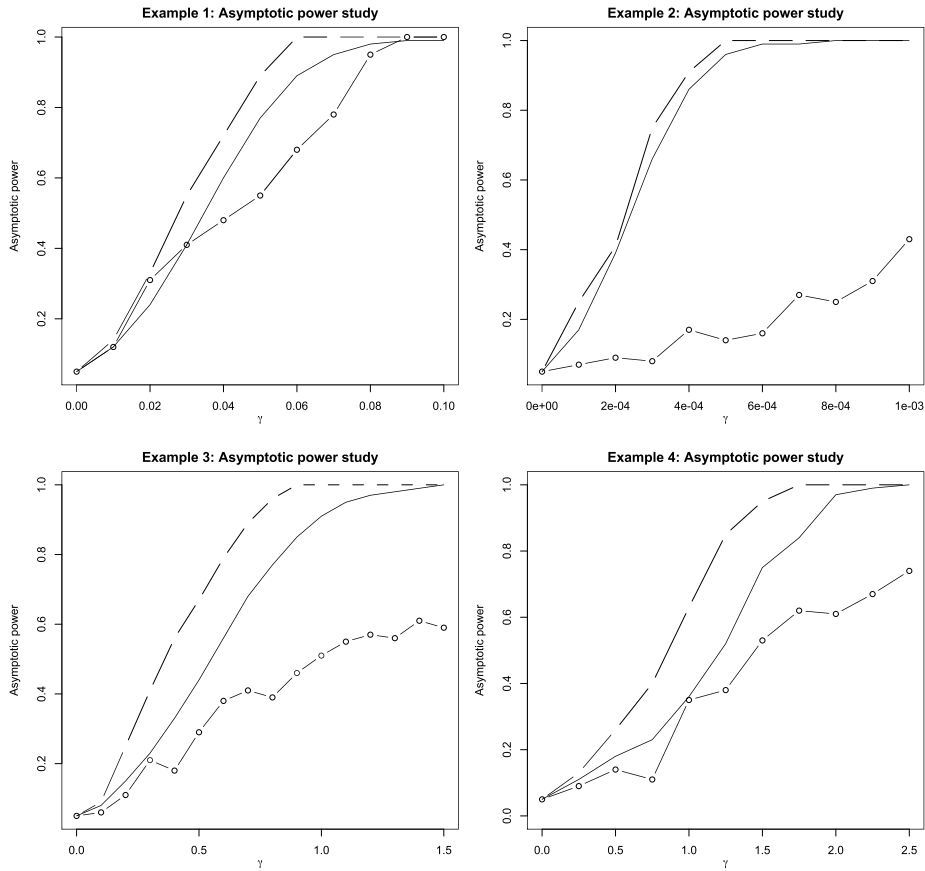 Example 1: Asymptotic power study
Asymptotic power
1.0
0.8
0.6
0.4
0.2
0.00 0.02 0.04 0.06 0.08 0.10
γ
Example 2: Asymptotic power study
Asymptotic power
1.0
0.8
0.6
0.4
0.2
0e+00 2e-04 4e-04 6e-04 8e-04 1e-03
γ
Example 3: Asymptotic power study
Asymptotic power
1.0
0.8
0.6
0.4
0.2
0.0 0.5 1.0 1.5
γ
Example 4: Asymptotic power study
Asymptotic power
1.0
0.8
0.6
0.4
0.2
0.0
0.0 0.5 1.0 1.5 2.0 2.5
γ